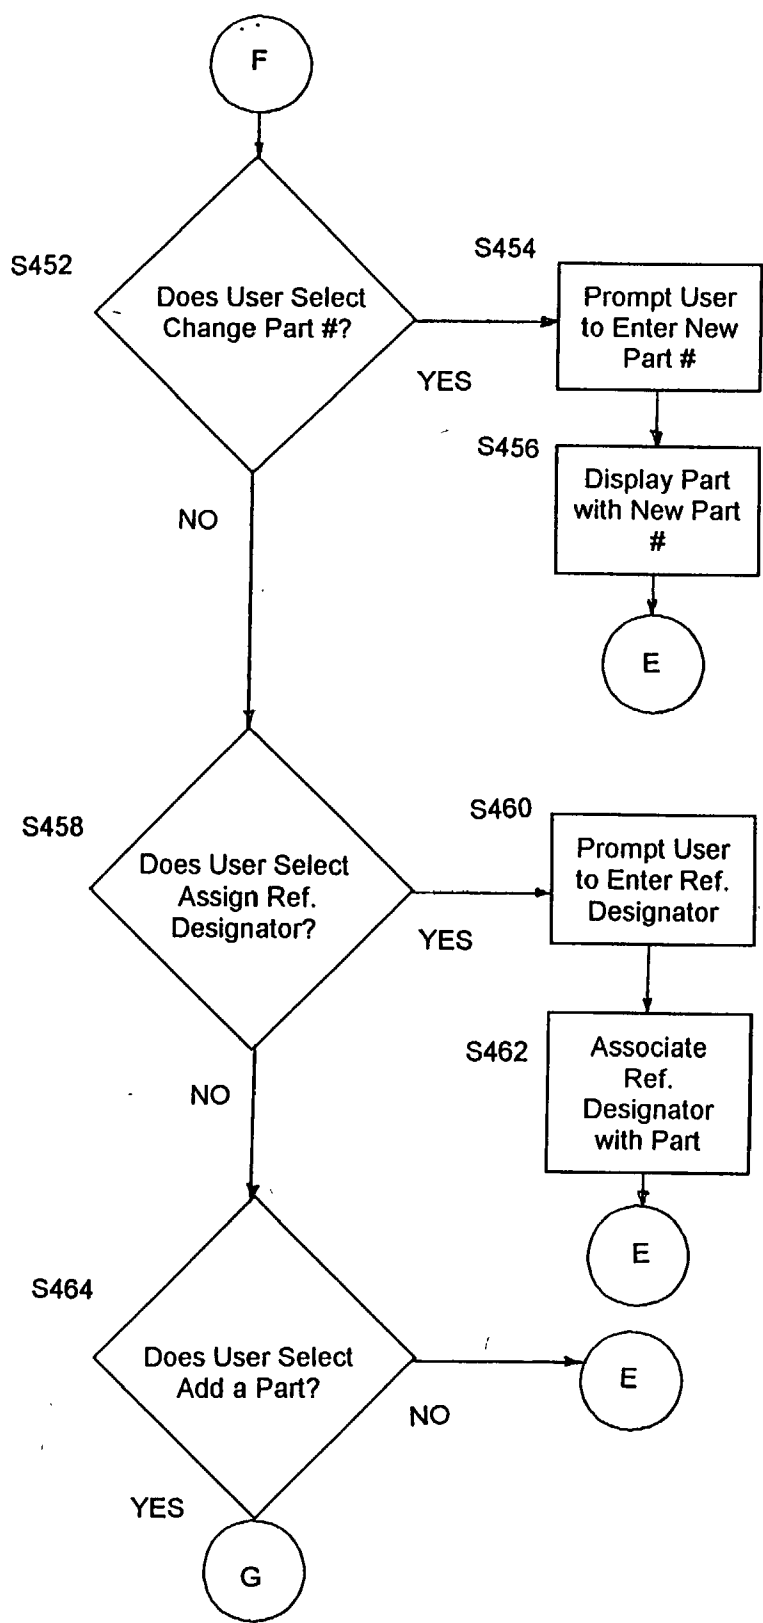 F
S452
Does User Select
Change Part #?
YES
NO
S454
Prompt User
to Enter New
Part #
S456
Display Part
with New Part
#
E
S458
Does User Select
Assign Ref.
Designator?
YES
NO
S460
Prompt User
to Enter Ref.
Designator
S462
Associate
Ref.
Designator
with Part
E
S464
Does User Select
Add a Part?
NO
E
YES
G